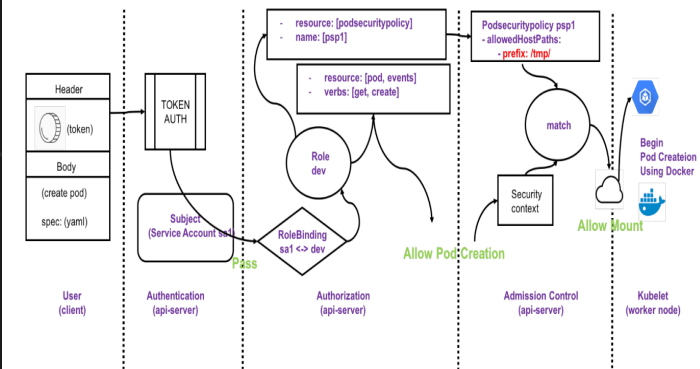 Header
(token)
Body
(create pod)
spec: (yaml)
User
(client)
TOKEN
AUTH
Subject
(Service Account sa1)
Pass
Authentication
(api-server)
- resource: [podsecuritypolicy]
- name: [psp1]
- resource: [pod, events]
- verbs: [get, create]
Role
dev
RoleBinding
sa1 <-> dev
Allow Pod Creation
Authorization
(api-server)
Podsecuritypolicy psp1
- allowedHostPaths:
- prefix: /tmp/
match
Security
context
Allow Mount
Admission Control
(api-server)
Begin
Pod Createion
Using Docker
Kubelet
(worker node)